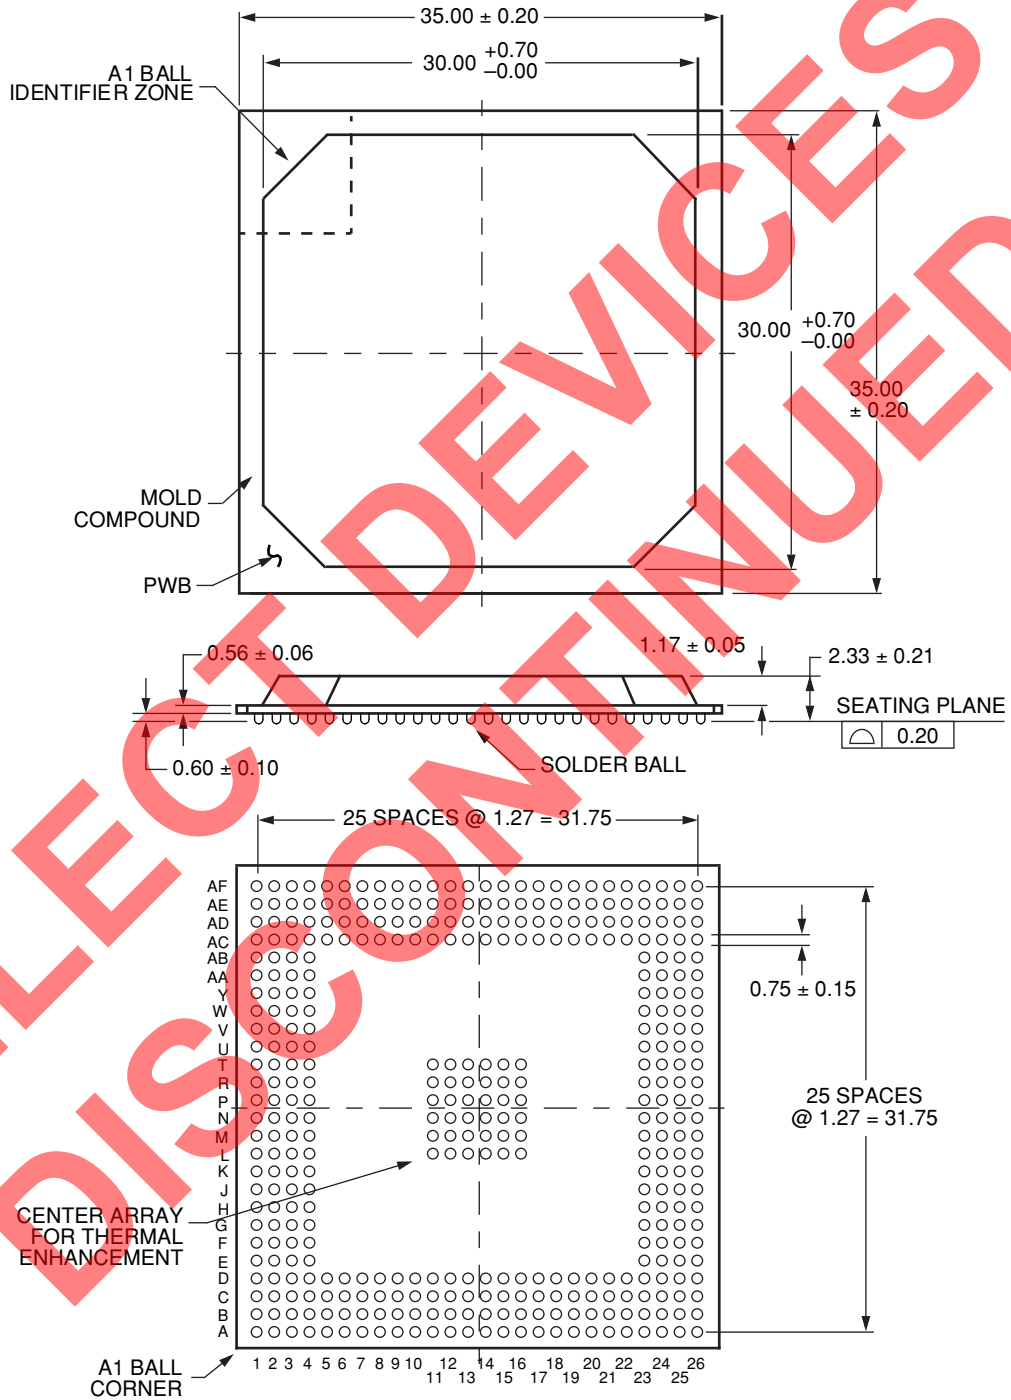 35.00 ± 0.20
30.00 +0.70
–0.00
A1 BALL
IDENTIFIER ZONE
30.00 +0.70
–0.00
35.00
± 0.20
MOLD
COMPOUND
PWB
0.56 ± 0.06
1.17 ± 0.05
2.33 ± 0.21
SEATING PLANE
0.20
0.60 ± 0.10
SOLDER BALL
25 SPACES @ 1.27 = 31.75
AF
AE
AD
AC
AB
AA
Y
W
V
U
T
R
P
N
M
L
K
J
H
G
F
E
D
C
B
A
0.75 ± 0.15
25 SPACES
@ 1.27 = 31.75
CENTER ARRAY
FOR THERMAL
ENHANCEMENT
1 2 3 4 5 6 7 8 9 10 12 14 16 18 20 22 24 26
11 13 15 17 19 21 23 25
A1 BALL
CORNER
SELECT DEVICES
DISCONTINUED